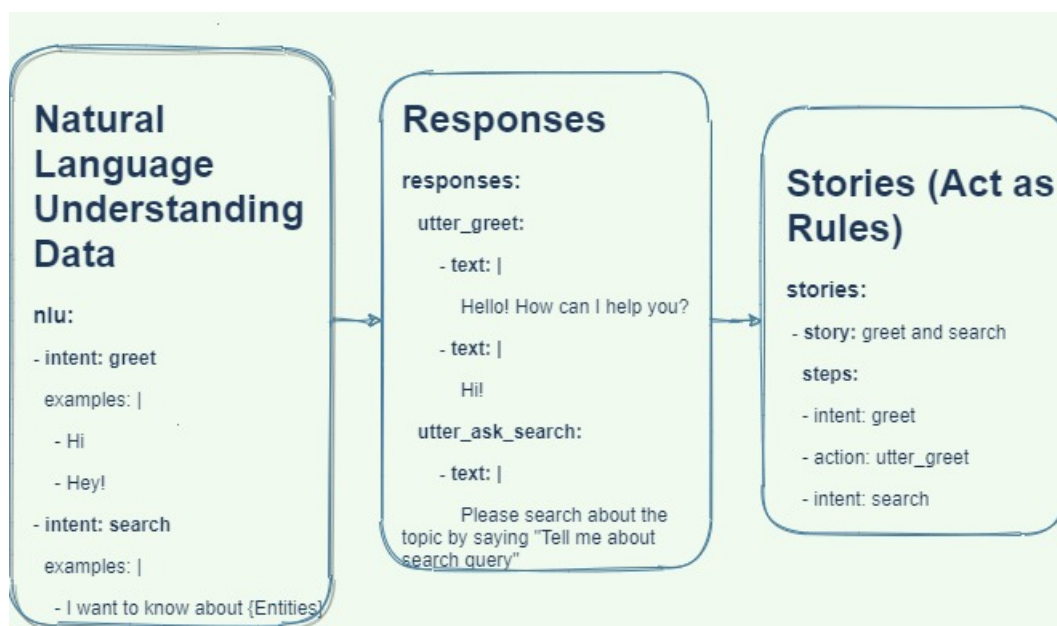 Natural
Language
Understanding
Data
nlu:
- intent: greet
examples: |
- Hi
- Hey!
- intent: search
examples: |
- I want to know about {Entities}
Responses
responses:
utter_greet:
- text: |
Hello! How can I help you?
- text: |
Hi!
utter_ask_search:
- text: |
Please search about the
topic by saying "Tell me about
search query"
Stories (Act as
Rules)
stories:
- story: greet and search
steps:
- intent: greet
- action: utter_greet
- intent: search